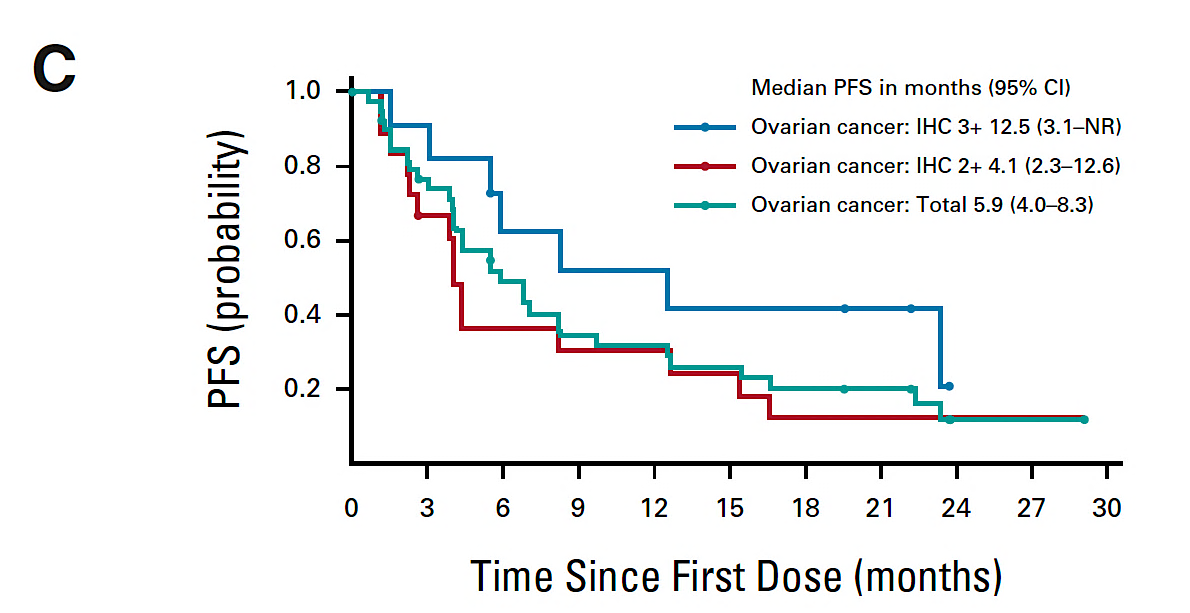 C
Median PFS in months (95% CI)
Ovarian cancer: IHC 3+ 12.5 (3.1–NR)
Ovarian cancer: IHC 2+ 4.1 (2.3–12.6)
Ovarian cancer: Total 5.9 (4.0–8.3)
PFS (probability)
1.0
0.8
0.6
0.4
0.2
0 3 6 9 12 15 18 21 24 27 30
Time Since First Dose (months)